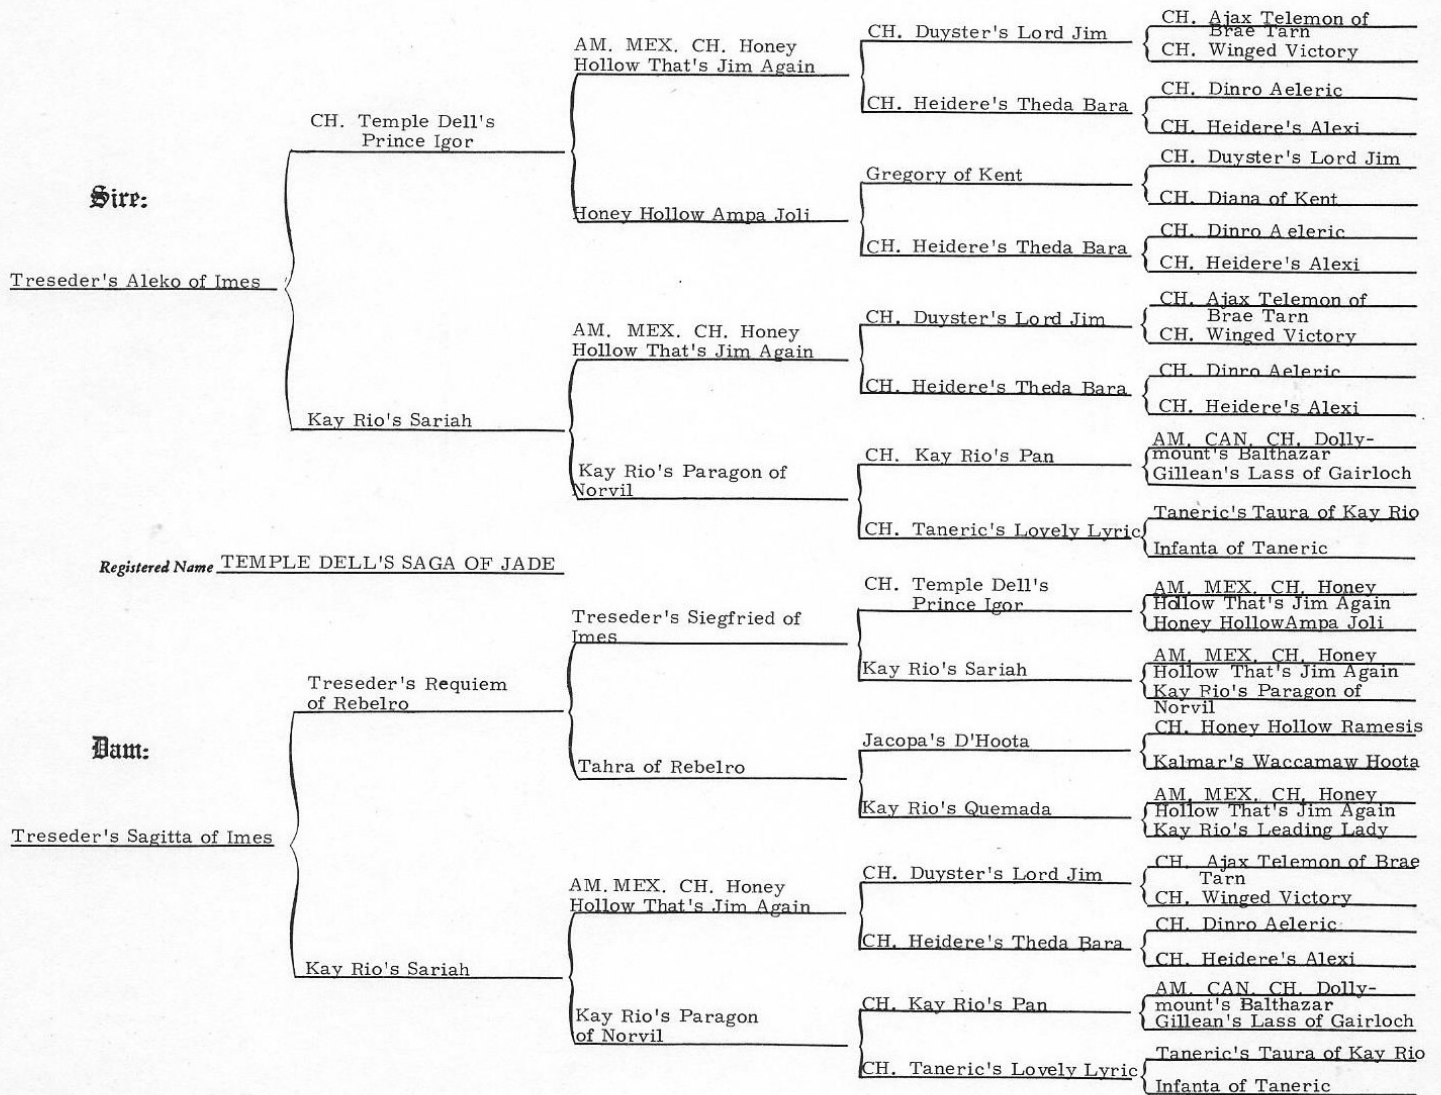 CH. Ajax Telemon of
Brae Tarn
CH. Duyster's Lord Jim
CH. Winged Victory
AM. MEX. CH. Honey
Hollow That's Jim Again
CH. Dinro Aeleric
CH. Heidere's Theda Bara
CH. Heidere's Alexi
CH. Temple Dell's
Prince Igor
CH. Duyster's Lord Jim
Gregory of Kent
CH. Diana of Kent
Sire:
Honey Hollow Ampa Joli
CH. Dinro Aeleric
CH. Heidere's Theda Bara
CH. Heidere's Alexi
Treseder's Aleko of Imes
CH. Ajax Telemon of
Brae Tarn
CH. Duyster's Lord Jim
CH. Winged Victory
AM. MEX. CH. Honey
Hollow That's Jim Again
CH. Dinro Aeleric
CH. Heidere's Theda Bara
CH. Heidere's Alexi
Kay Rio's Sariah
AM. CAN. CH. Dolly-
mount's Balthazar
CH. Kay Rio's Pan
Gillean's Lass of Gairloch
Kay Rio's Paragon of
Norvil
Taneric's Taura of Kay Rio
CH. Taneric's Lovely Lyric
Infanta of Taneric
Registered Name TEMPLE DELL'S SAGA OF JADE
CH. Temple Dell's
Prince Igor
AM. MEX. CH. Honey
Hollow That's Jim Again
Honey HollowAmpa Joli
Treseder's Siegfried of
Imes
AM. MEX. CH. Honey
Hollow That's Jim Again
Kay Rio's Sariah
Kay Rio's Paragon of
Norvil
Treseder's Requiem
of Rebelro
CH. Honey Hollow Ramesis
Jacopa's D'Hoota
Kalmar's Waccamaw Hoota
Dam:
Tahra of Rebelro
AM. MEX. CH. Honey
Hollow That's Jim Again
Kay Rio's Quemada
Kay Rio's Leading Lady
Treseder's Sagitta of Imes
CH. Ajax Telemon of Brae
Tarn
CH. Duyster's Lord Jim
CH. Winged Victory
AM. MEX. CH. Honey
Hollow That's Jim Again
CH. Dinro Aeleric
CH. Heidere's Theda Bara
CH. Heidere's Alexi
Kay Rio's Sariah
AM. CAN. CH. Dolly-
mount's Balthazar
CH. Kay Rio's Pan
Gillean's Lass of Gairloch
Kay Rio's Paragon
of Norvil
Taneric's Taura of Kay Rio
CH. Taneric's Lovely Lyric
Infanta of Taneric